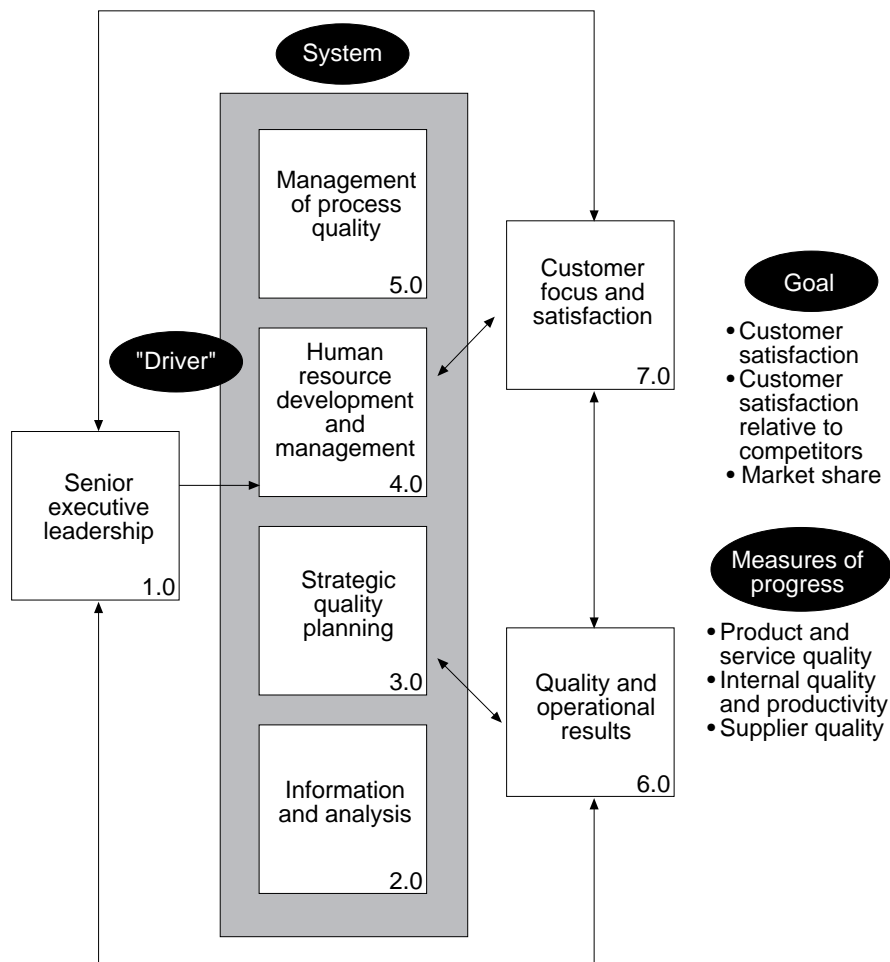 System
Management
of process
quality
5.0
"Driver"
Human
resource
development
and
management
4.0
Senior
executive
leadership
1.0
Strategic
quality
planning
3.0
Information
and analysis
2.0
Customer
focus and
satisfaction
7.0
Quality and
operational
results
6.0
Goal
• Customer
satisfaction
• Customer
satisfaction
relative to
competitors
• Market share
Measures of
progress
• Product and
service quality
• Internal quality
and productivity
• Supplier quality